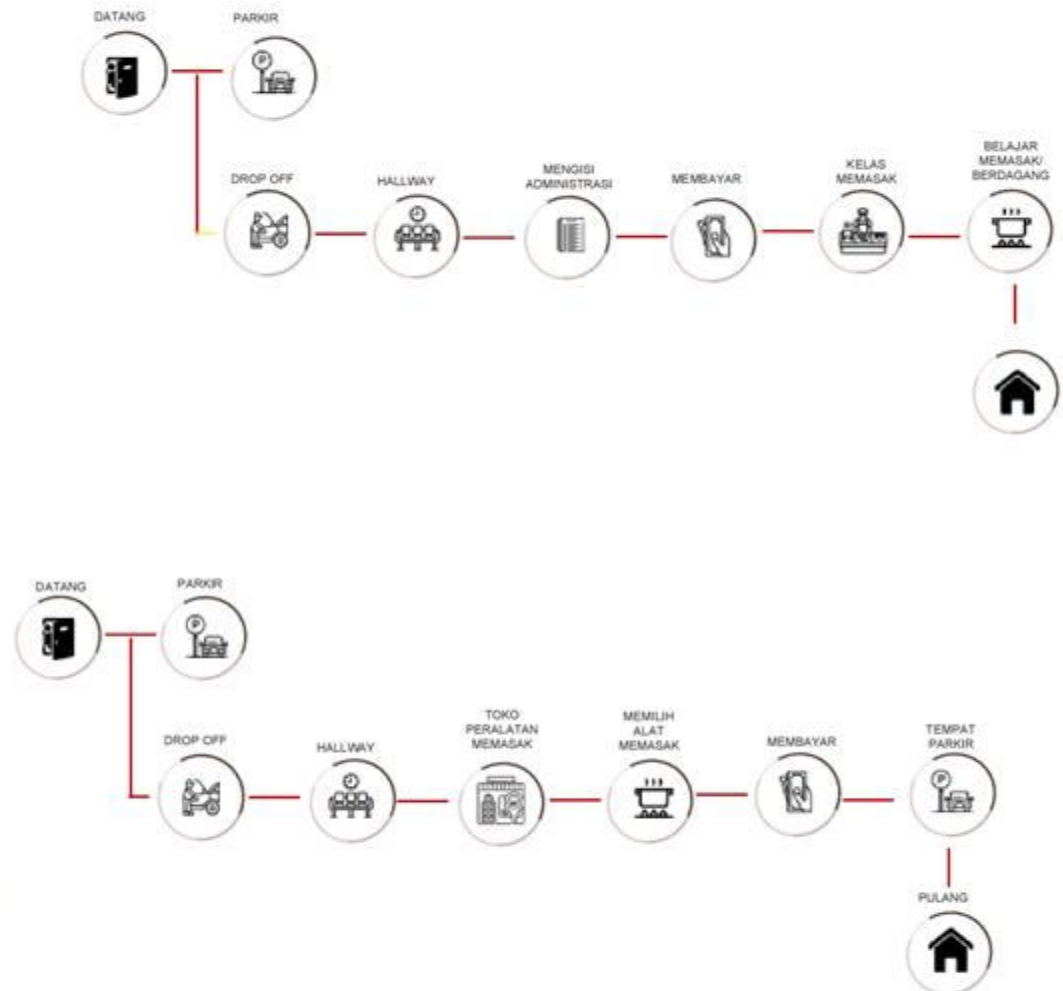 DATANG
PARKIR
DROP OFF
HALLWAY
MENGISI
ADMINISTRASI
MEMBAYAR
KELAS
MEMASAK
BELAJAR
MEMASAK/
BERDAGANG
DATANG
PARKIR
DROP OFF
HALLWAY
TOKO
PERALATAN
MEMASAK
MEMILIH
ALAT
MEMASAK
MEMBAYAR
TEMPAT
PARKIR
PULANG